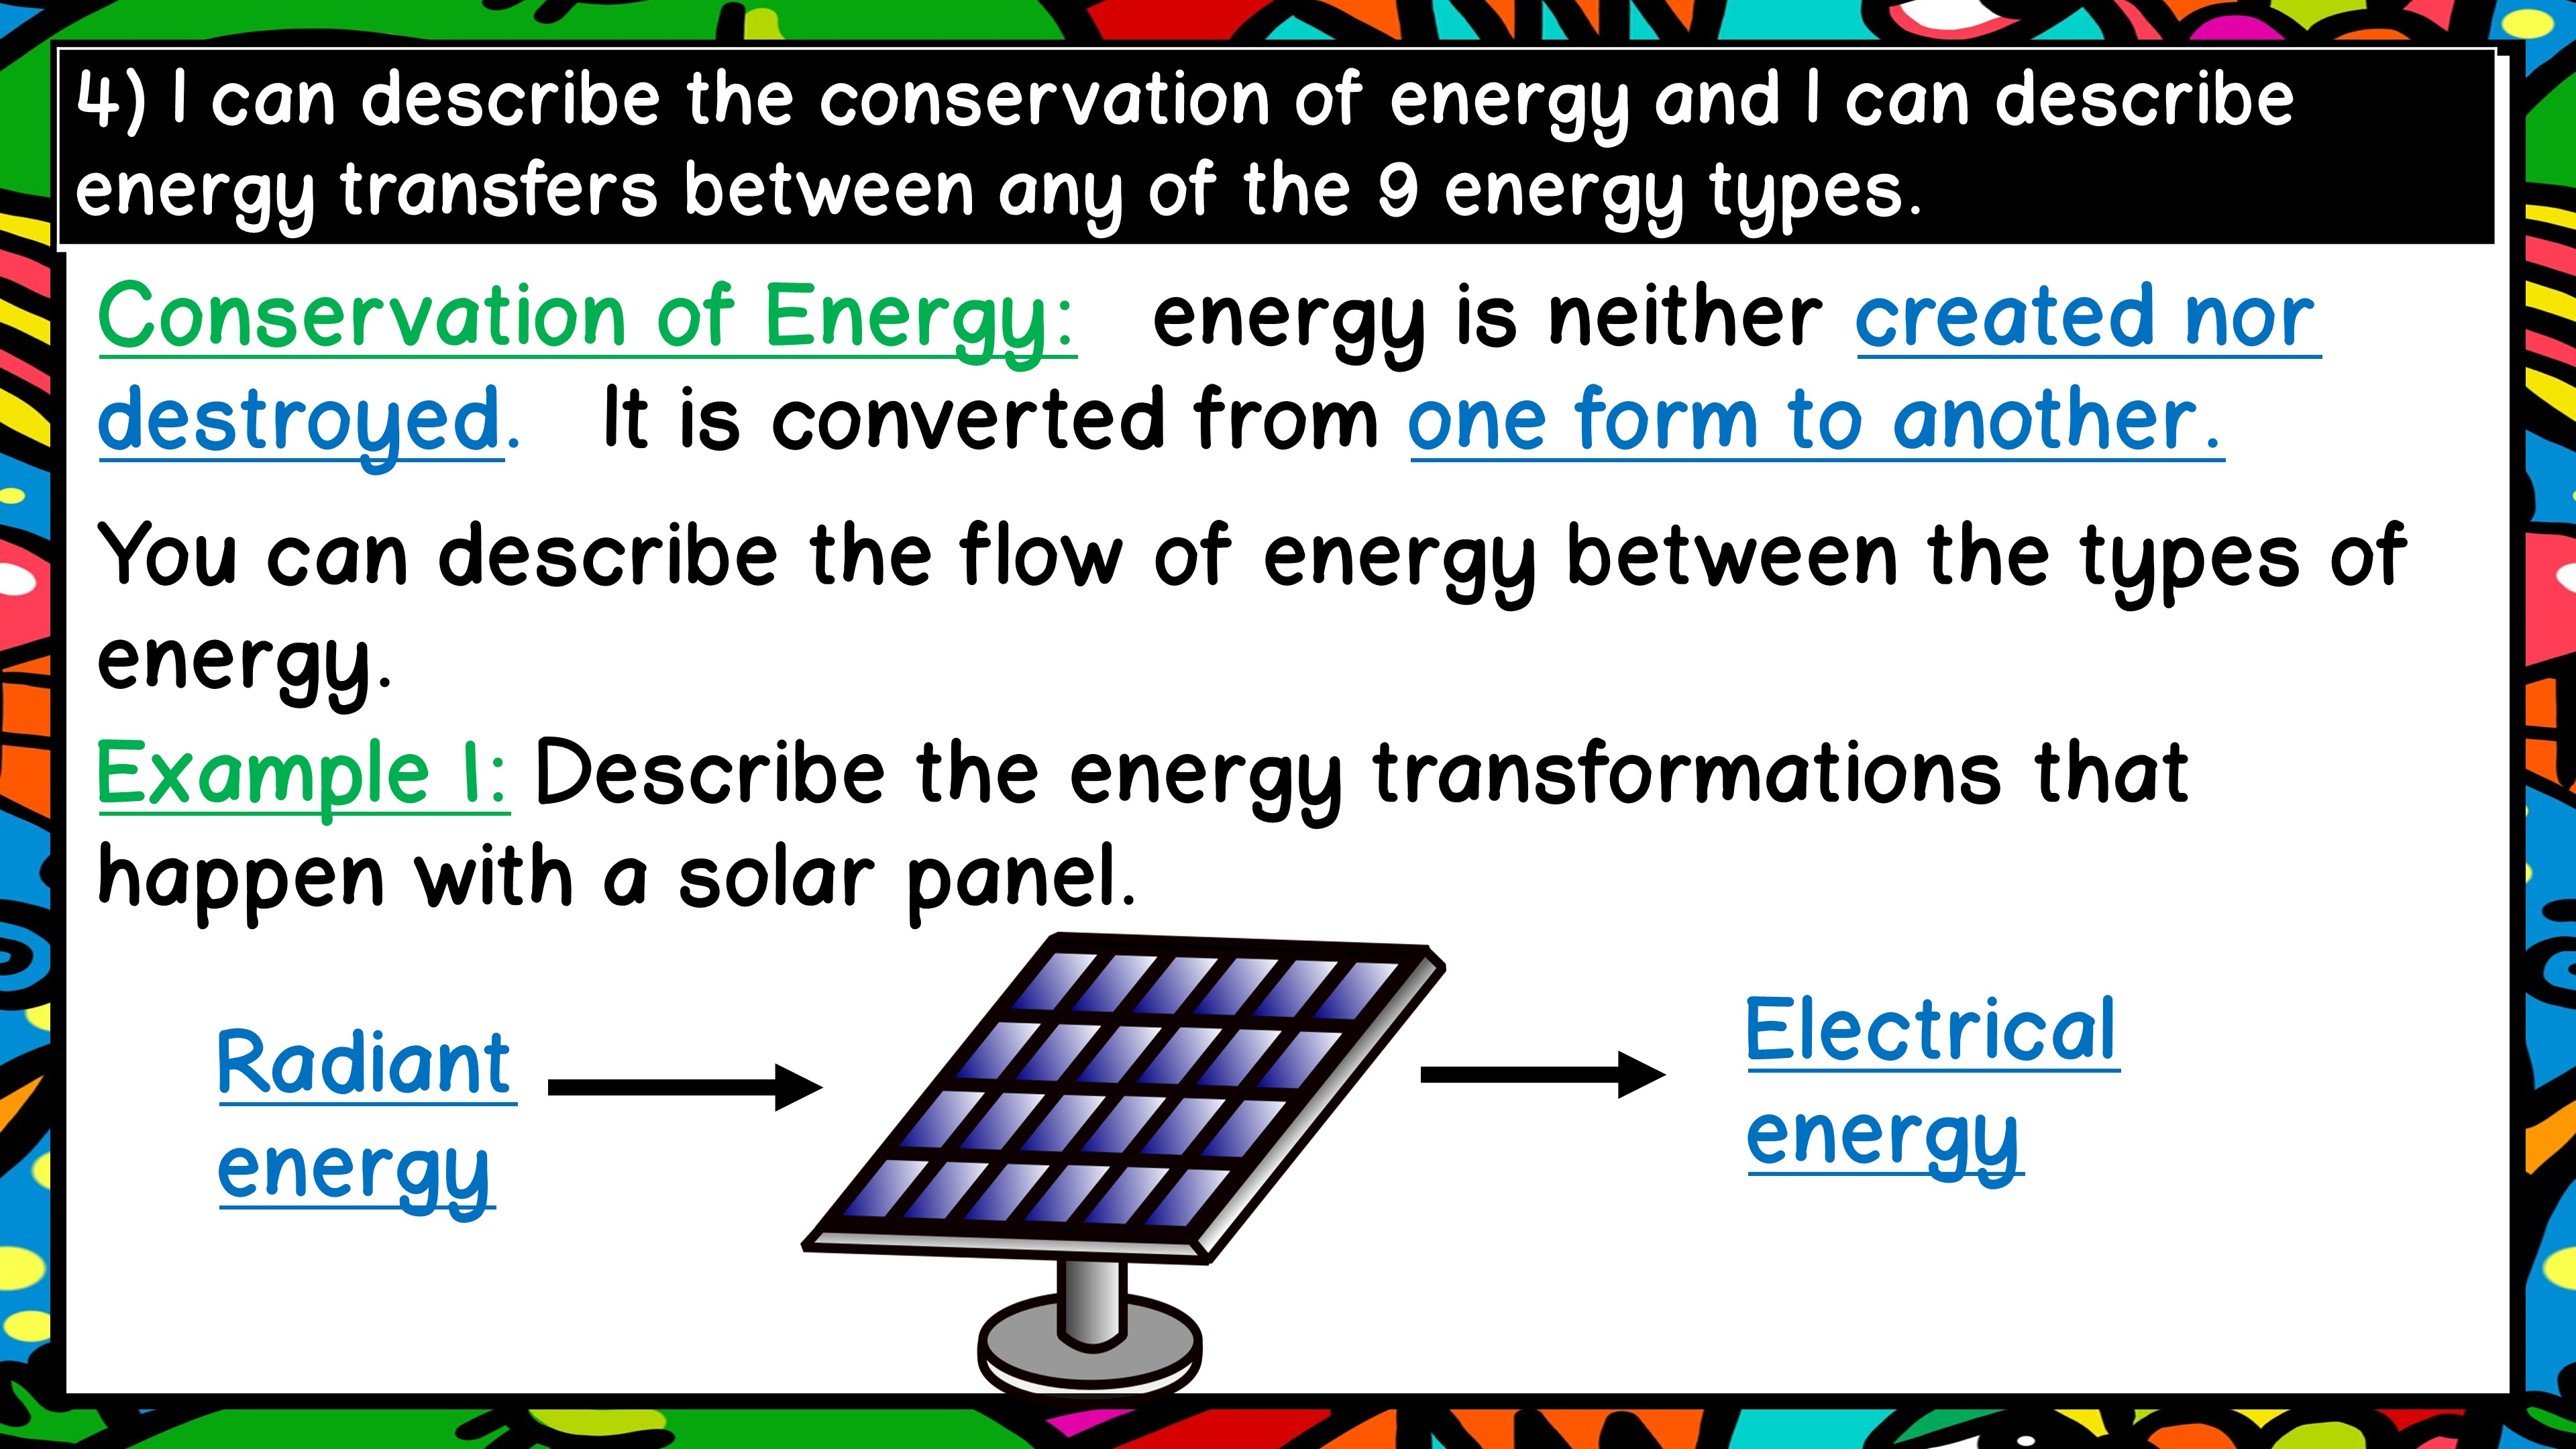 4) I can describe the conservation of energy and I can describe
energy transfers between any of the 9 energy types.
Conservation of Energy: energy is neither created nor
destroyed. It is converted from one form to another.
You can describe the flow of energy between the types of
energy.
Example 1: Describe the energy transformations that
happen with a solar panel.
Radiant
energy
Electrical
energy